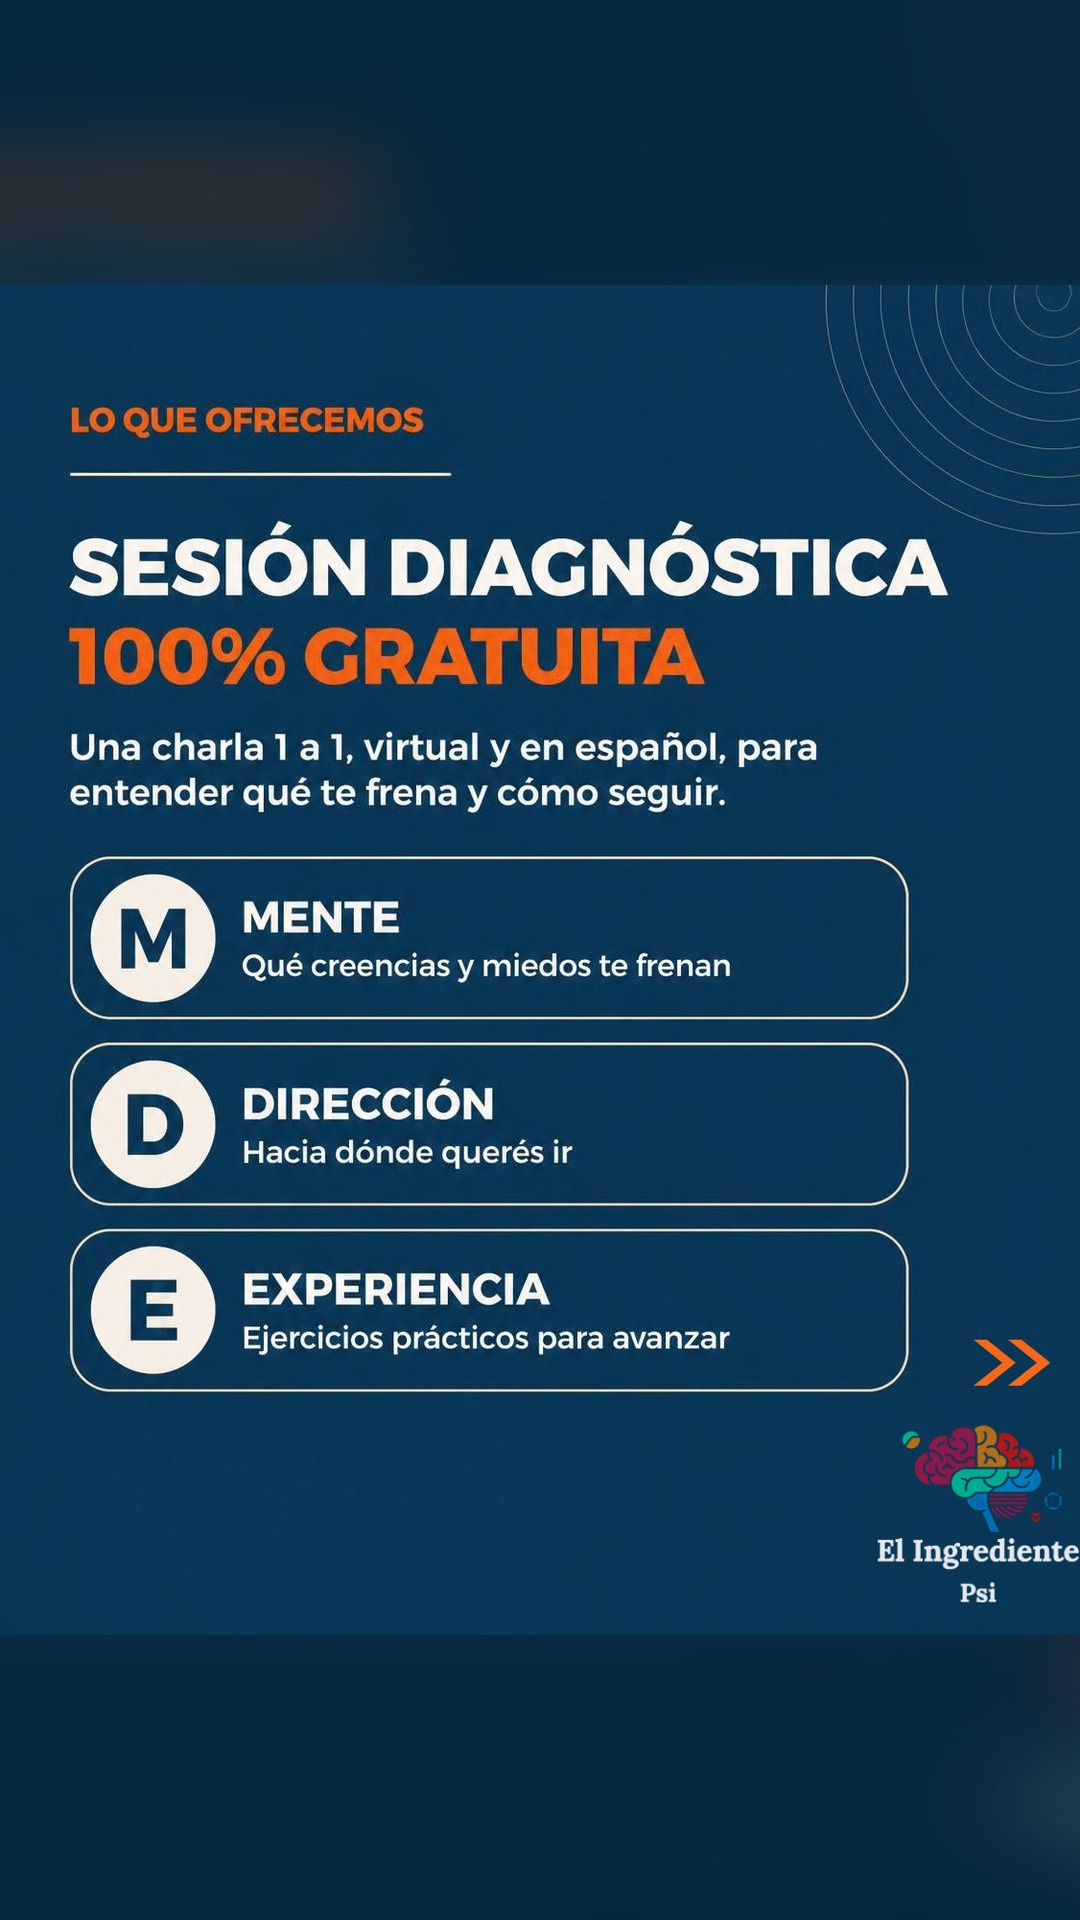 LO QUE OFRECEMOS
SESIÓN DIAGNÓSTICA
100% GRATUITA
Una charla 1 a 1, virtual y en español, para
entender qué te frena y cómo seguir.
M
MENTE
Qué creencias y miedos te frenan
D
DIRECCIÓN
Hacia dónde querés ir
E
EXPERIENCIA
Ejercicios prácticos para avanzar
El Ingrediente
Psi